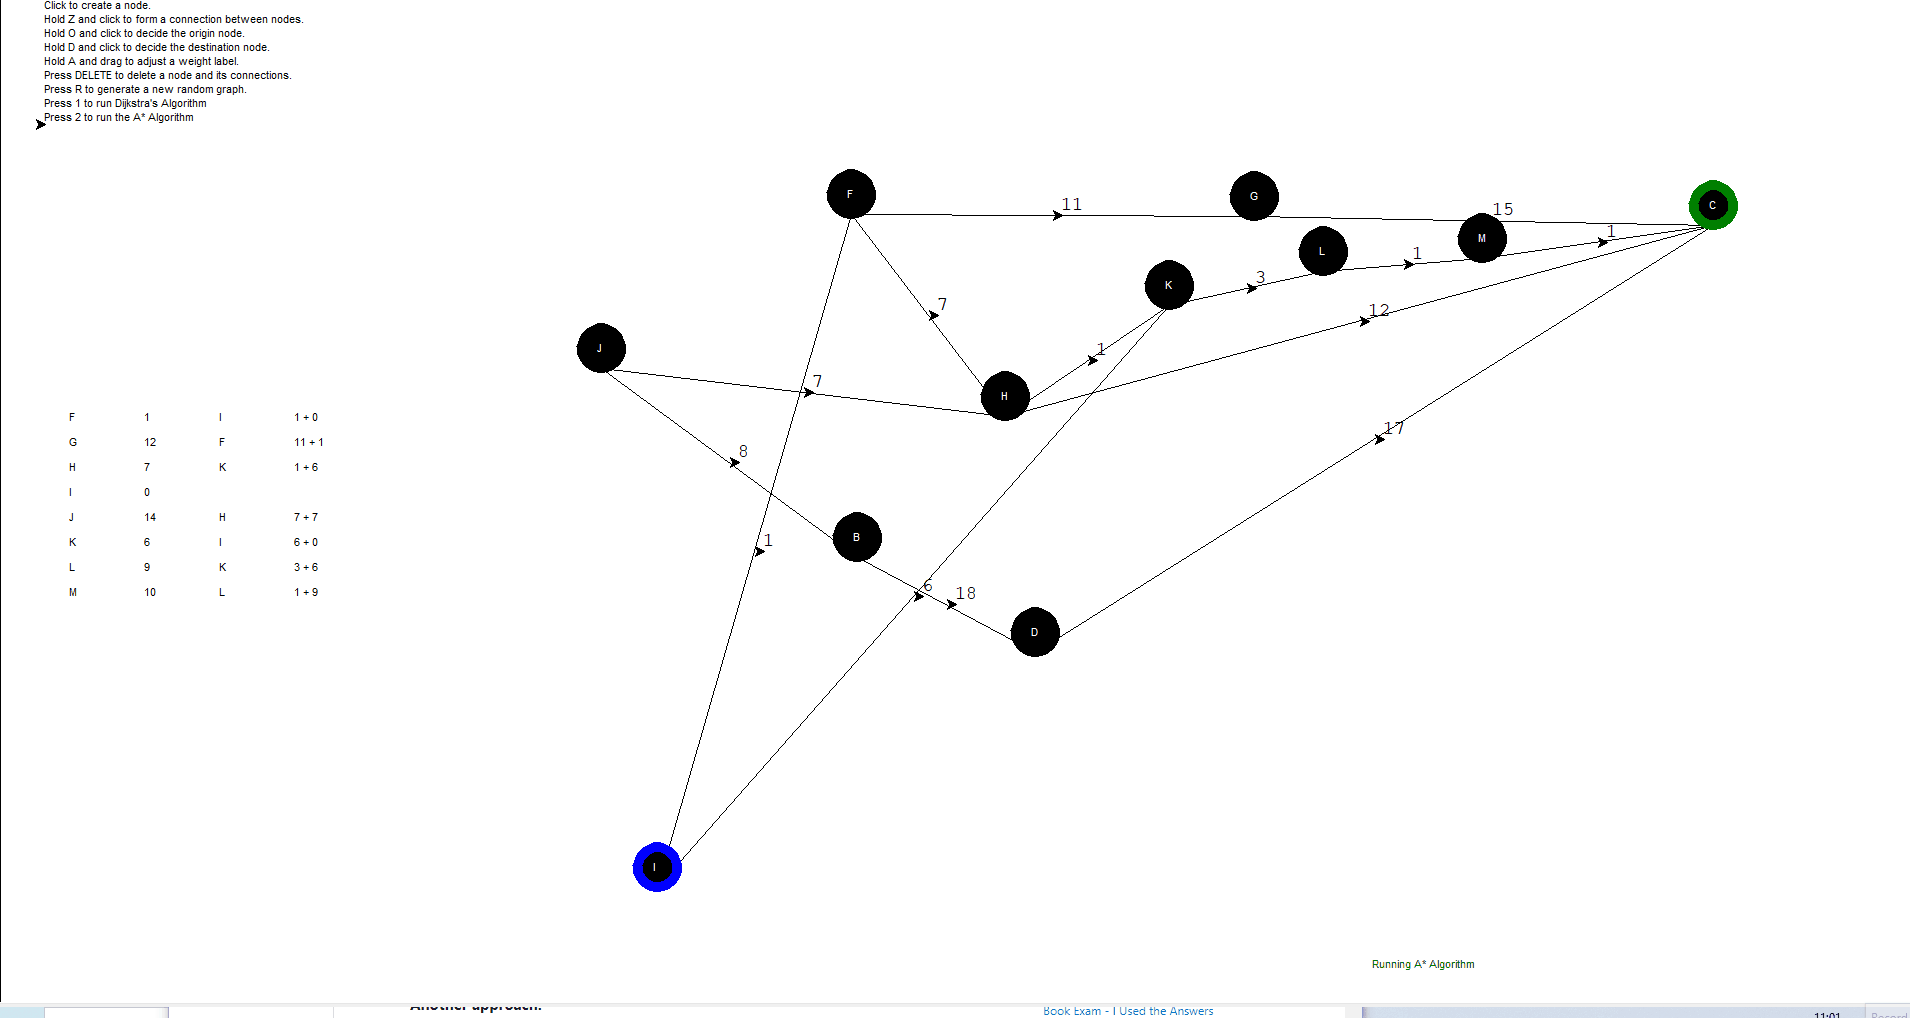 Click to create a node.
Hold Z and click to form a connection between nodes.
Hold O and click to decide the origin node.
Hold D and click to decide the destination node.
Hold A and drag to adjust a weight label.
Press DELETE to delete a node and its connections.
Press R to generate a new random graph.
Press 1 to run Dijkstra's Algorithm
Press 2 to run the A* Algorithm
F
G
C
11
15
M
1
L
1
K
3
7
12
J
1
7
H
17
8
B
1
6
18
D
I
F 1 I 1 + 0
G 12 F 11 + 1
H 7 K 1 + 6
I 0
J 14 H 7 + 7
K 6 I 6 + 0
L 9 K 3 + 6
M 10 L 1 + 9
Running A* Algorithm
Another approach:
Book Exam - I Used the Answers
11:01
Record